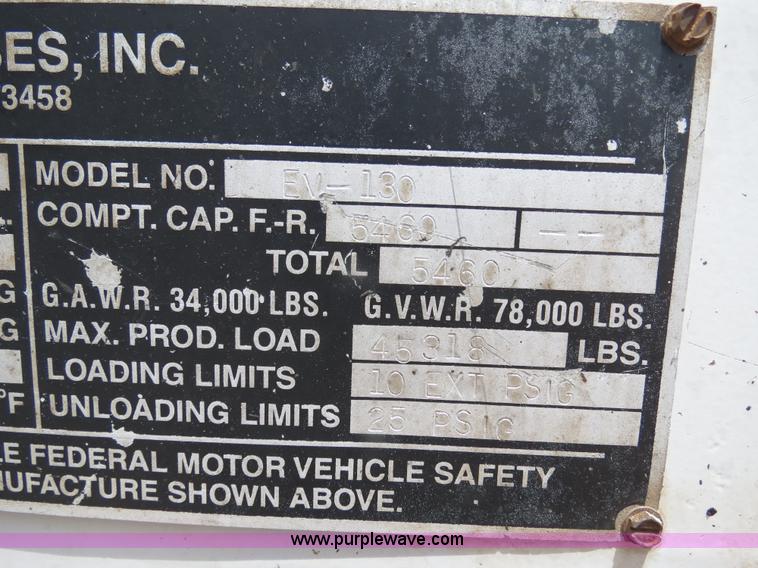 SES, INC.
73458
MODEL NO: EV-130
COMPT. CAP. F.-R. 5460 --
L.
TOTAL 5460
G G.A.W.R. 34,000 LBS. G.V.W.R. 78,000 LBS.
G MAX. PROD. LOAD 45318 LBS.
LOADING LIMITS 10 EXT PSIG
°F UNLOADING LIMITS 25 PSIG
LE FEDERAL MOTOR VEHICLE SAFETY
NUFACTURE SHOWN ABOVE.
www.purplewave.com